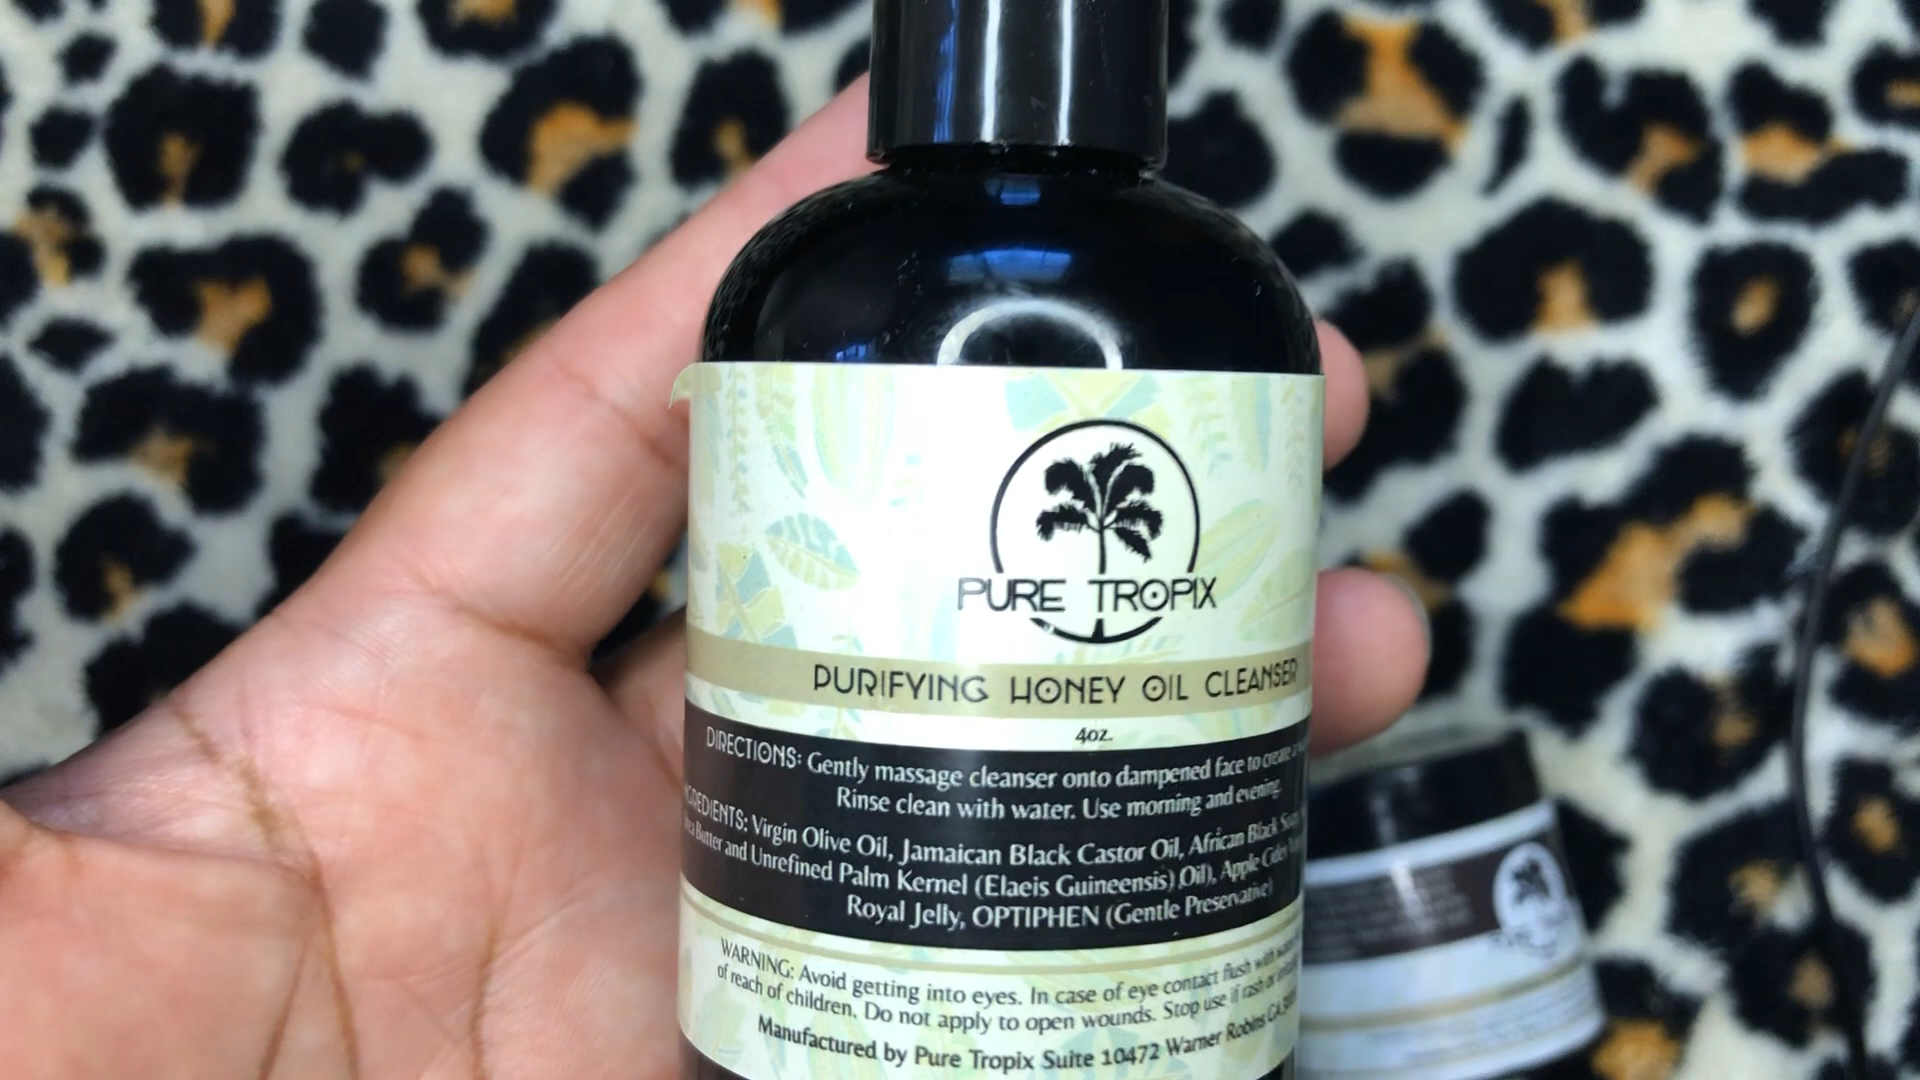 PURE TROPIX
PURIFYING HONEY OIL CLEANSER
4oz.
DIRECTIONS: Gently massage cleanser onto dampened face to create a
Rinse clean with water. Use morning and evening.
INGREDIENTS: Virgin Olive Oil, Jamaican Black Castor Oil, African Black
Butter and Unrefined Palm Kernel (Elaeis Guineensis) Oil), Apple Cider
Royal Jelly, OPTIPHEN (Gentle Preservative)
WARNING: Avoid getting into eyes. In case of eye contact flush with water
of reach of children. Do not apply to open wounds. Stop use if rash or
Manufactured by Pure Tropix Suite 10472 Warner Robins GA